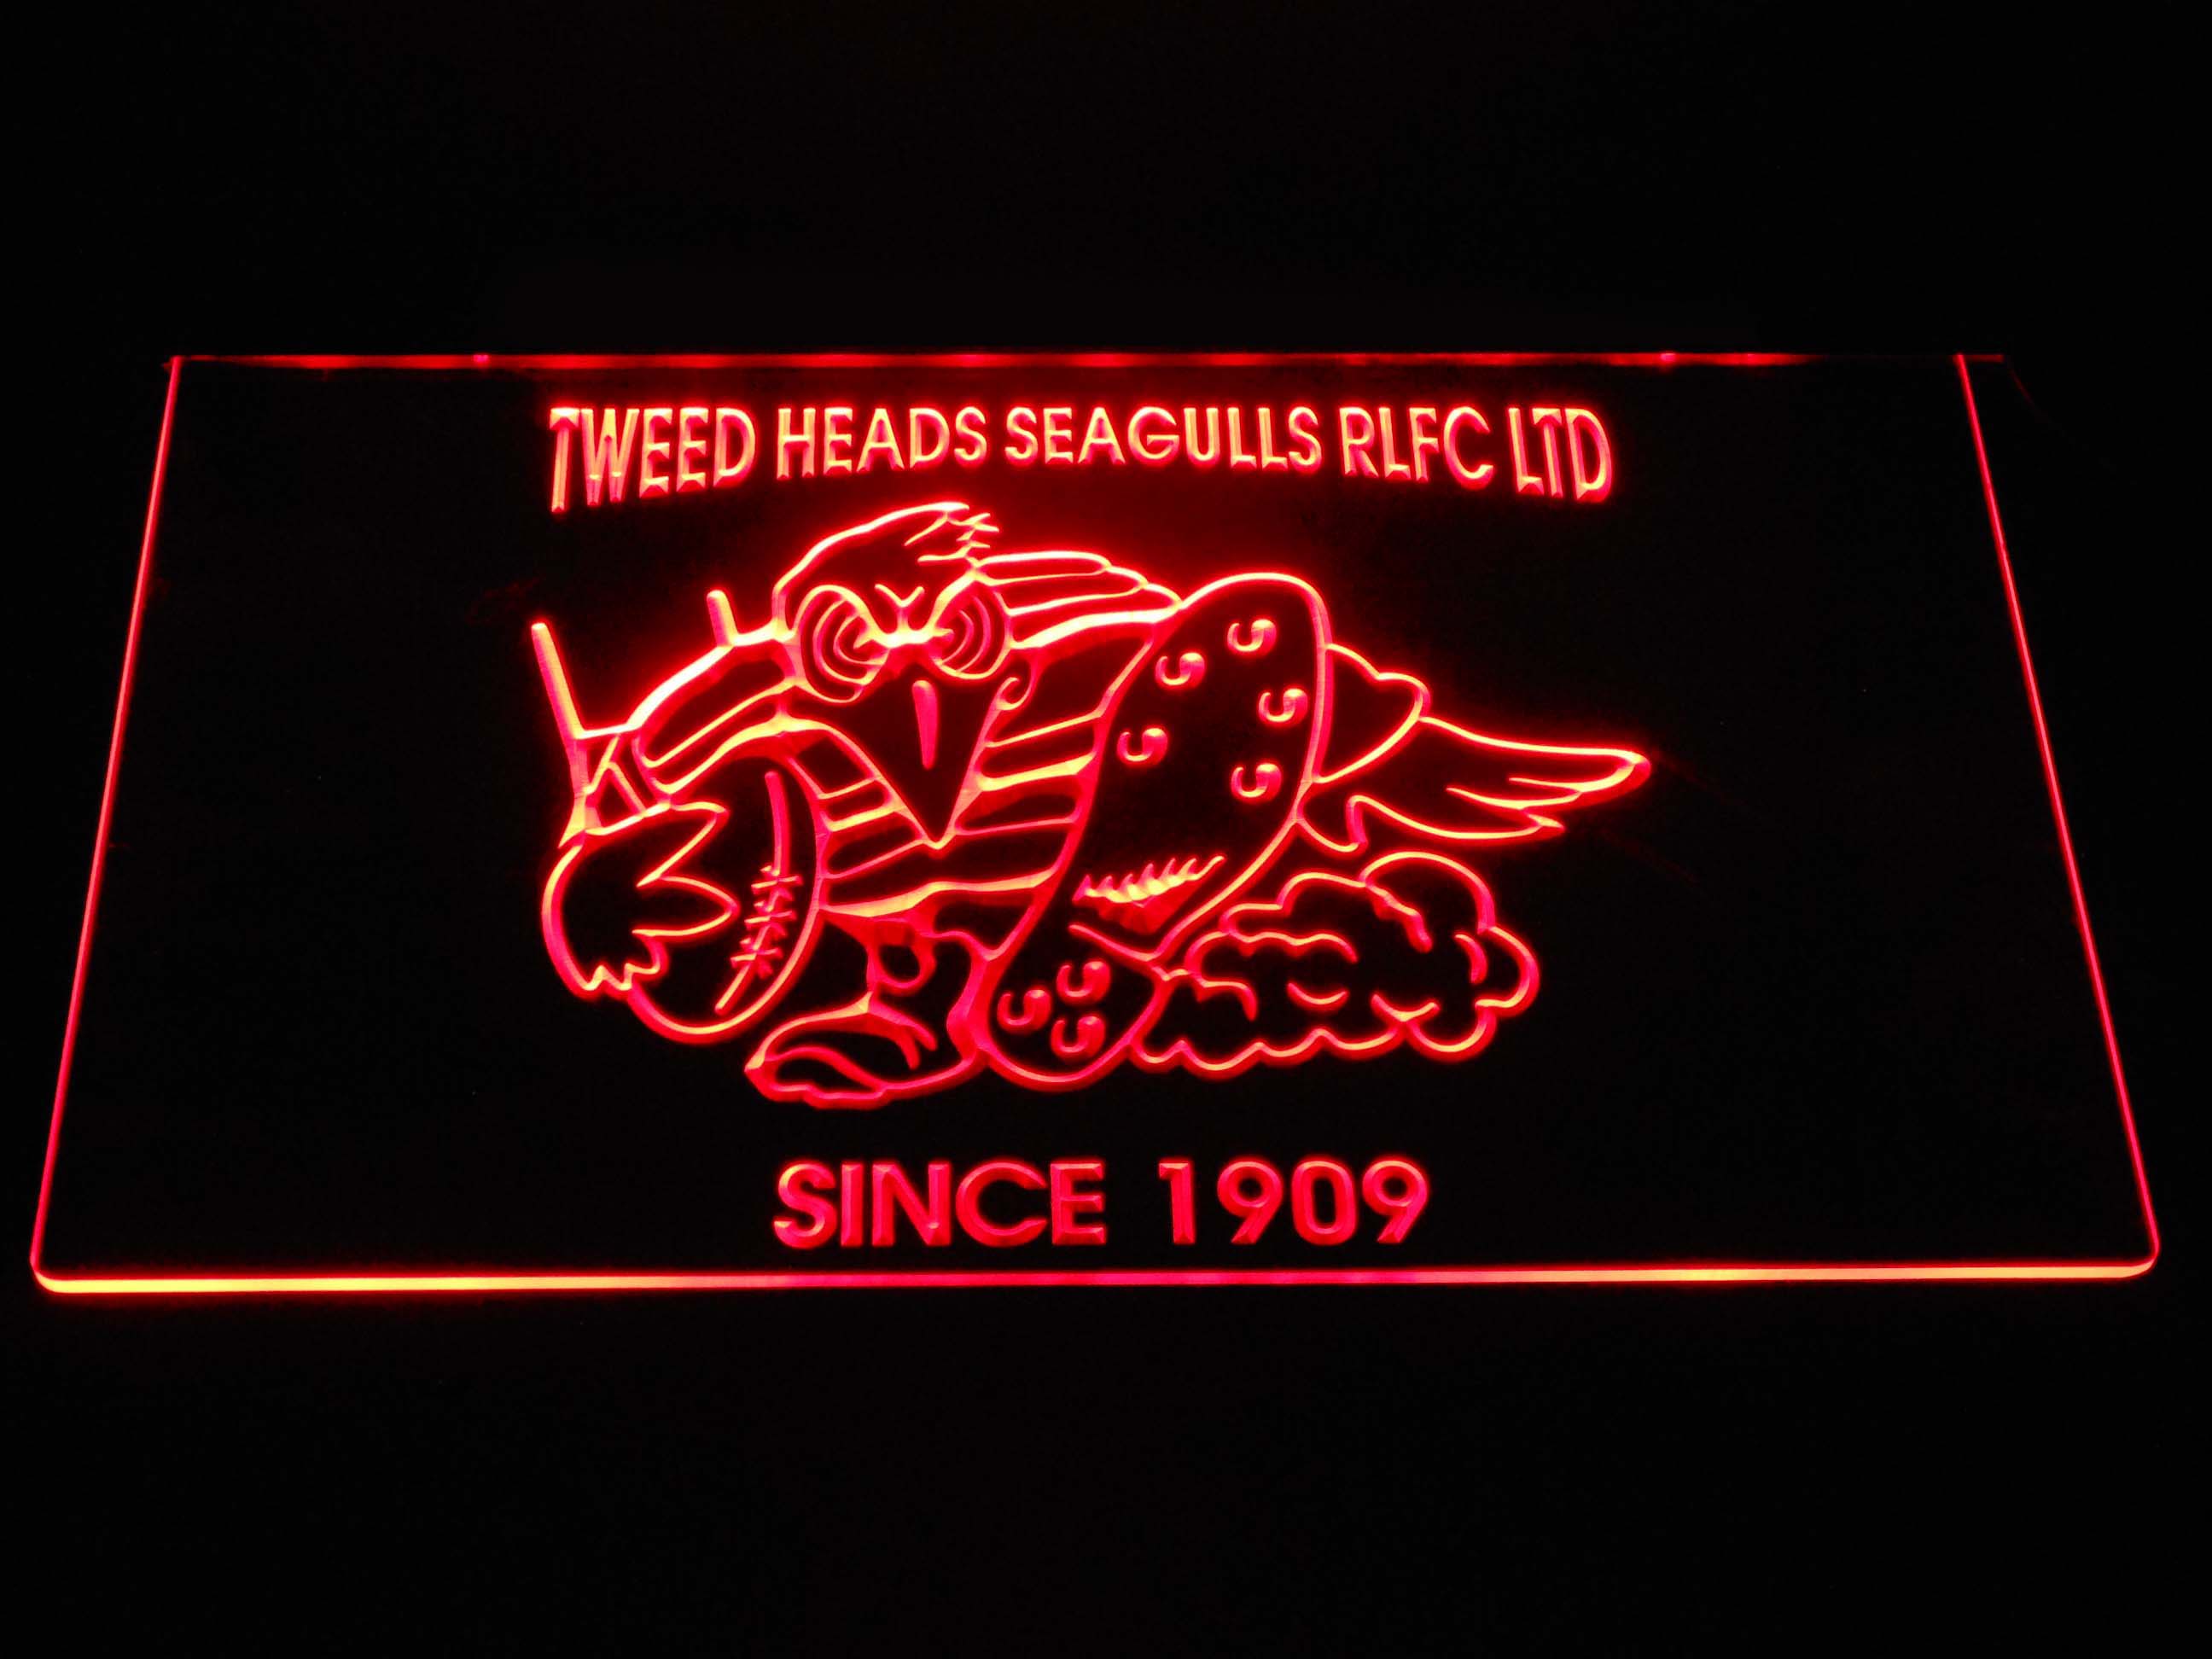 TWEED HEADS SEAGULLS RLFC LTD
SINCE 1909